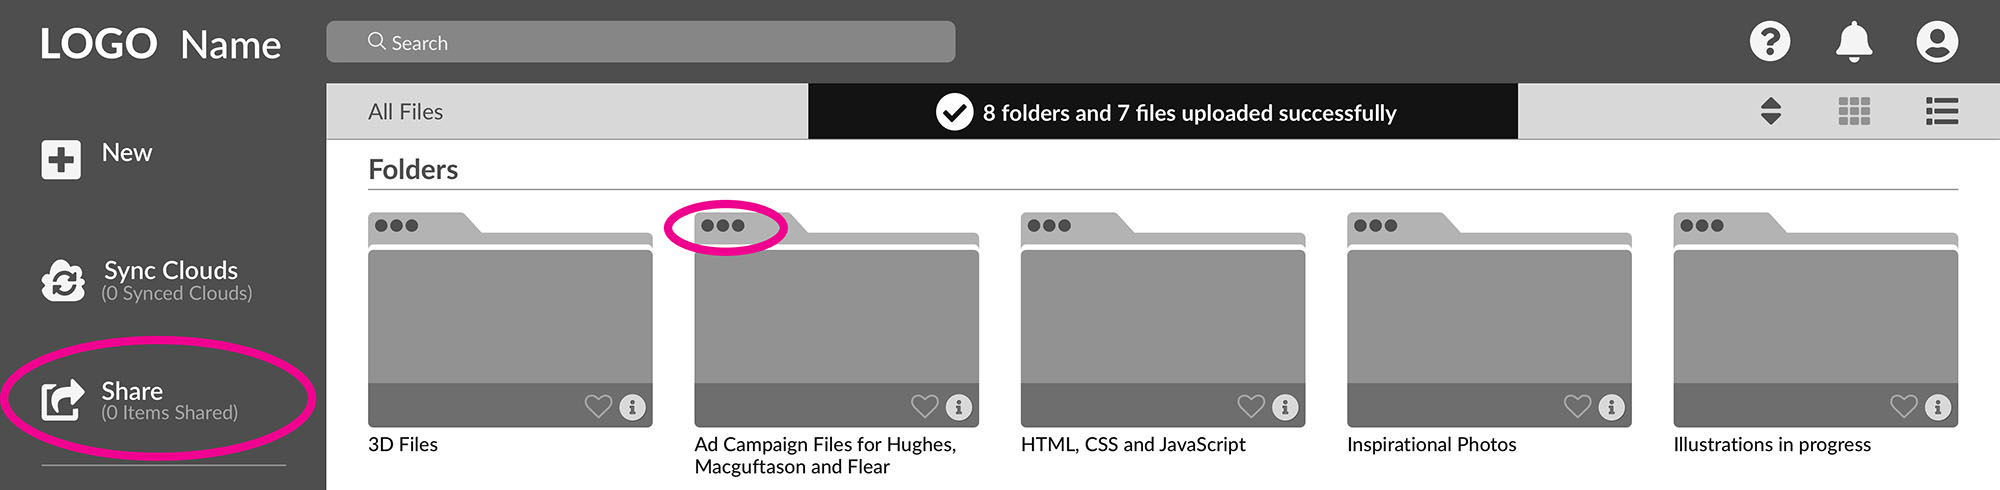 LOGO Name
Search
All Files
8 folders and 7 files uploaded successfully
New
Folders
Sync Clouds
(0 Synced Clouds)
Share
(0 Items Shared)
3D Files
Ad Campaign Files for Hughes,
Macguftason and Flear
HTML, CSS and JavaScript
Inspirational Photos
Illustrations in progress